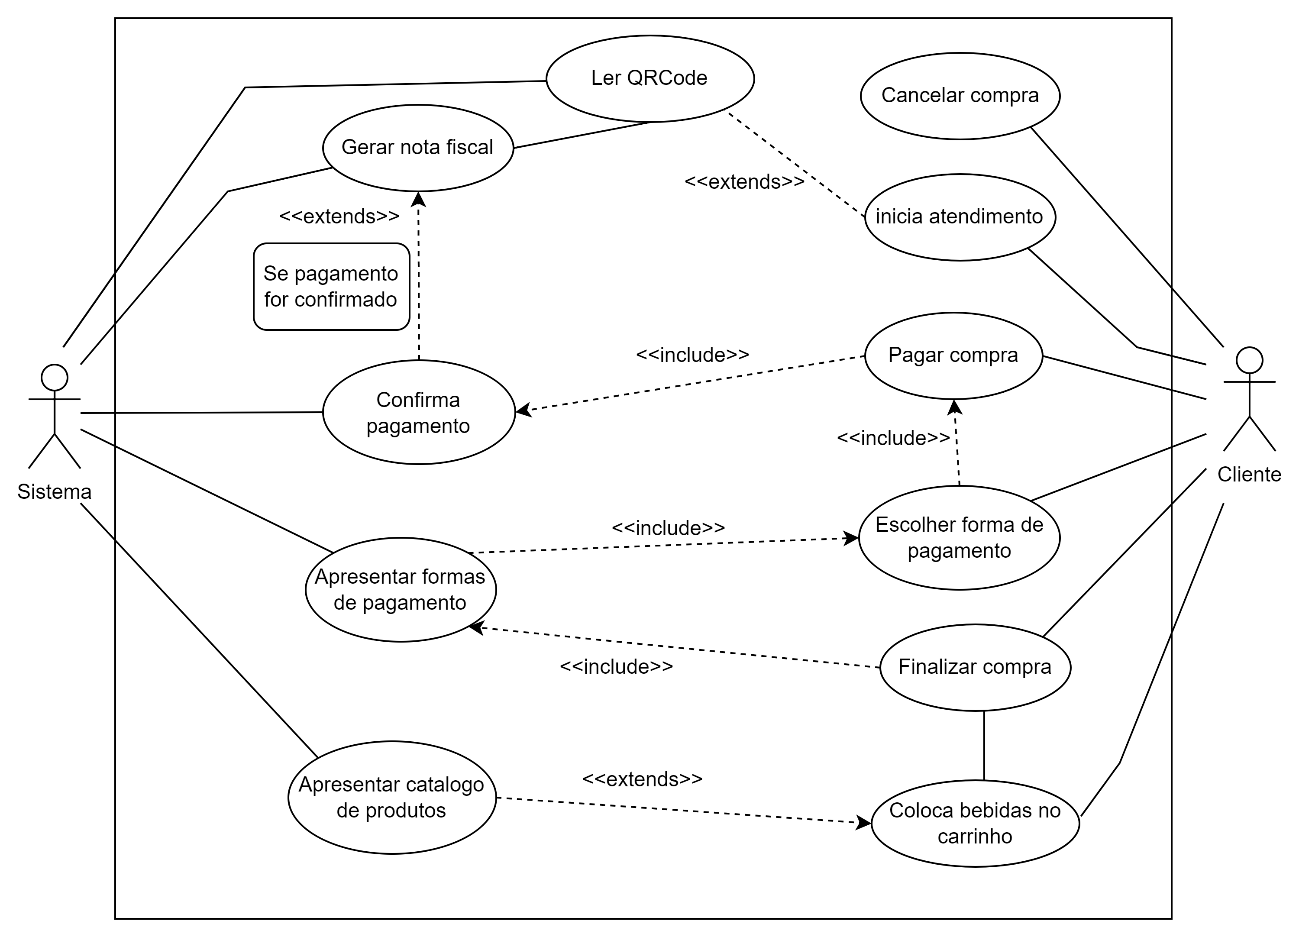 Ler QRCode
Cancelar compra
Gerar nota fiscal
<<extends>>
<<extends>>
inicia atendimento
Se pagamento
for confirmado
<<include>>
Pagar compra
Confirma
pagamento
<<include>>
Sistema
Cliente
<<include>>
Escolher forma de
pagamento
Apresentar formas
de pagamento
<<include>>
Finalizar compra
Apresentar catalogo
de produtos
<<extends>>
Coloca bebidas no
carrinho